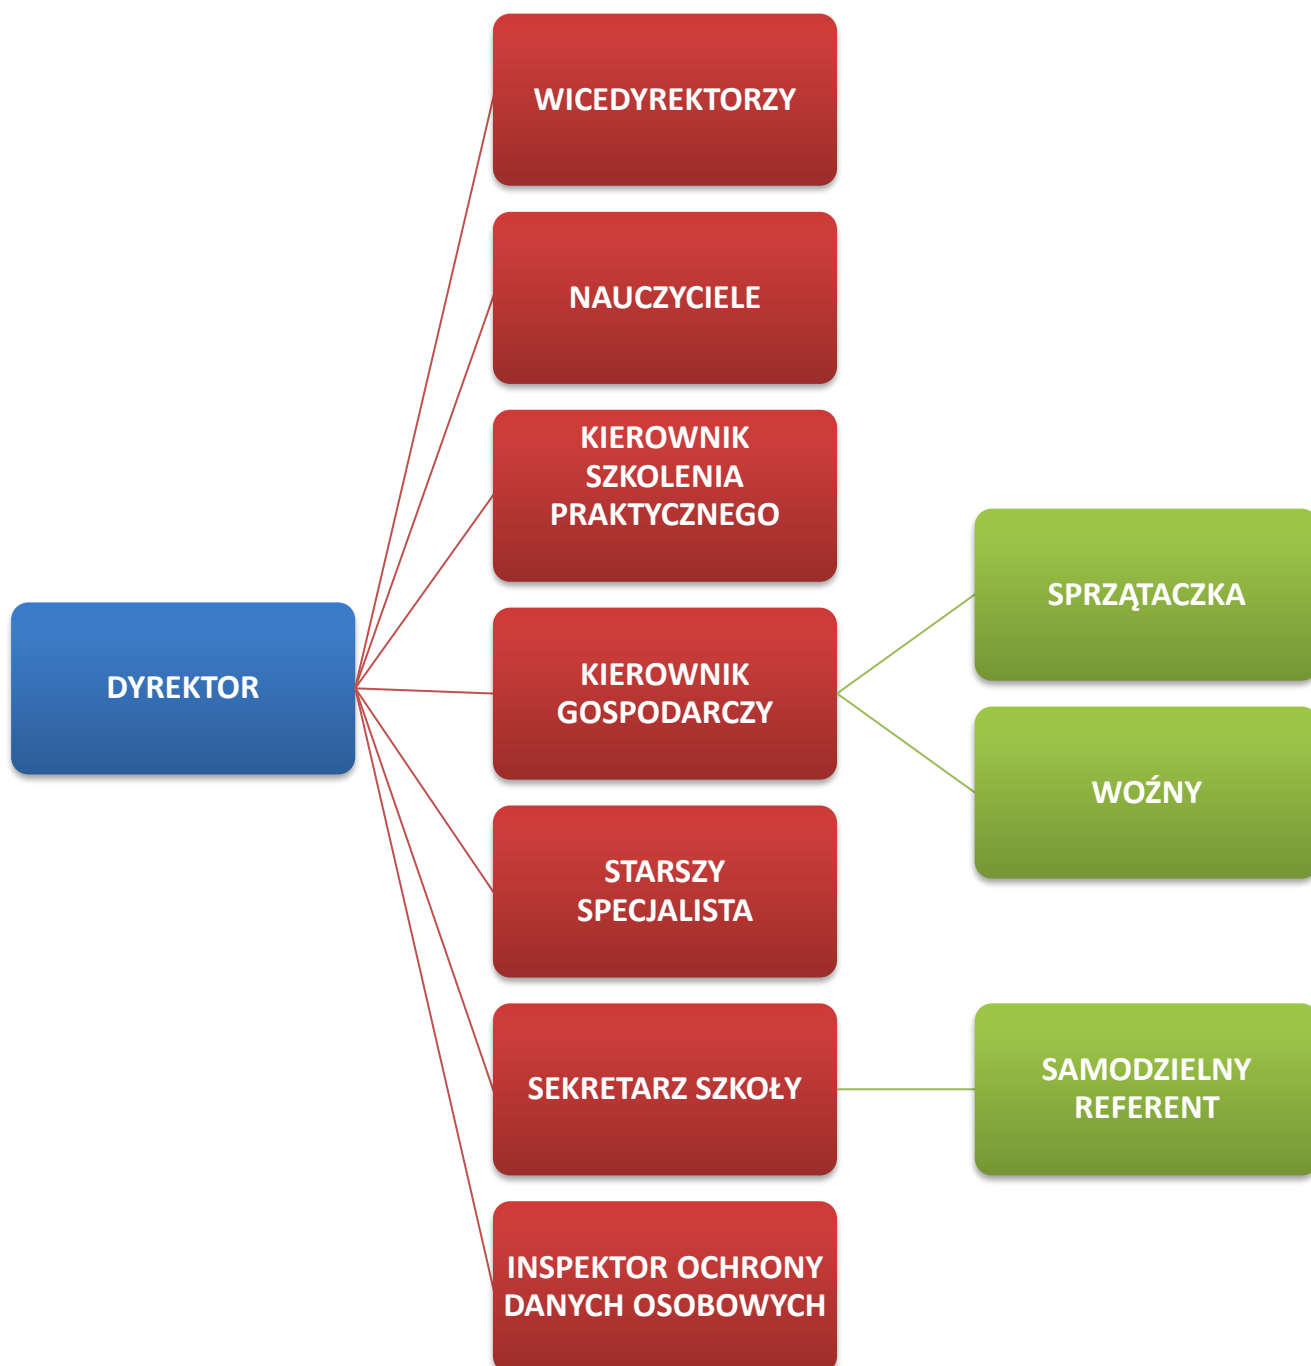 WICEDYREKTORZY
NAUCZYCIELE
KIEROWNIK
SZKOLENIA
PRAKTYCZNEGO
SPRZĄTACZKA
DYREKTOR
KIEROWNIK
GOSPODARCZY
WOŹNY
STARSZY
SPECJALISTA
SEKRETARZ SZKOŁY
SAMODZIELNY
REFERENT
INSPEKTOR OCHRONY
DANYCH OSOBOWYCH